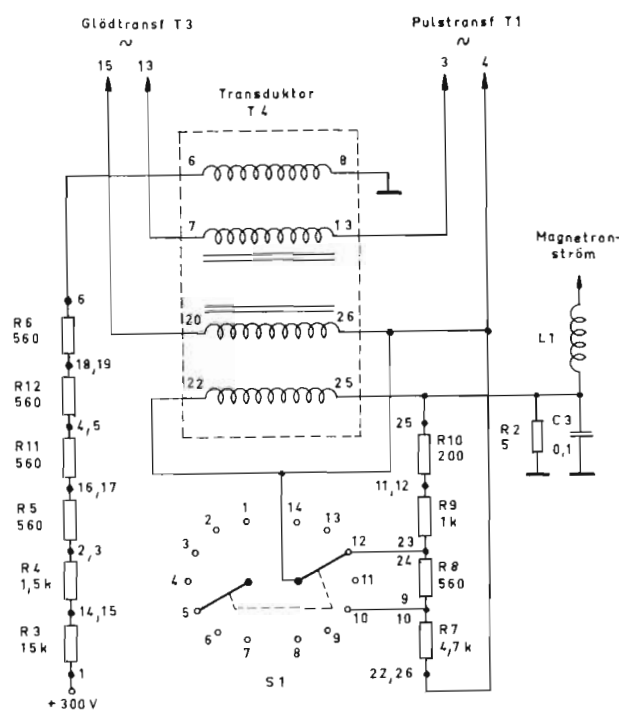 Glödtransf T3
~
15 13
Pulstransf T1
~
3 4
Transduktor
T4
6 8
7 13
20 26
22 25
Magnetron-
ström
L1
6
R6
560
18,19
R12
560
4,5
R11
560
16,17
R5
560
2,3
R4
1,5k
14,15
R3
15k
1
+300V
25
R10
200
11,12
R9
1k
23
24
R8
560
9
10
R7
4,7k
22,26
R2
5
C3
0,1
1
2
3
4
5
6
7
14
13
12
11
10
9
8
S1